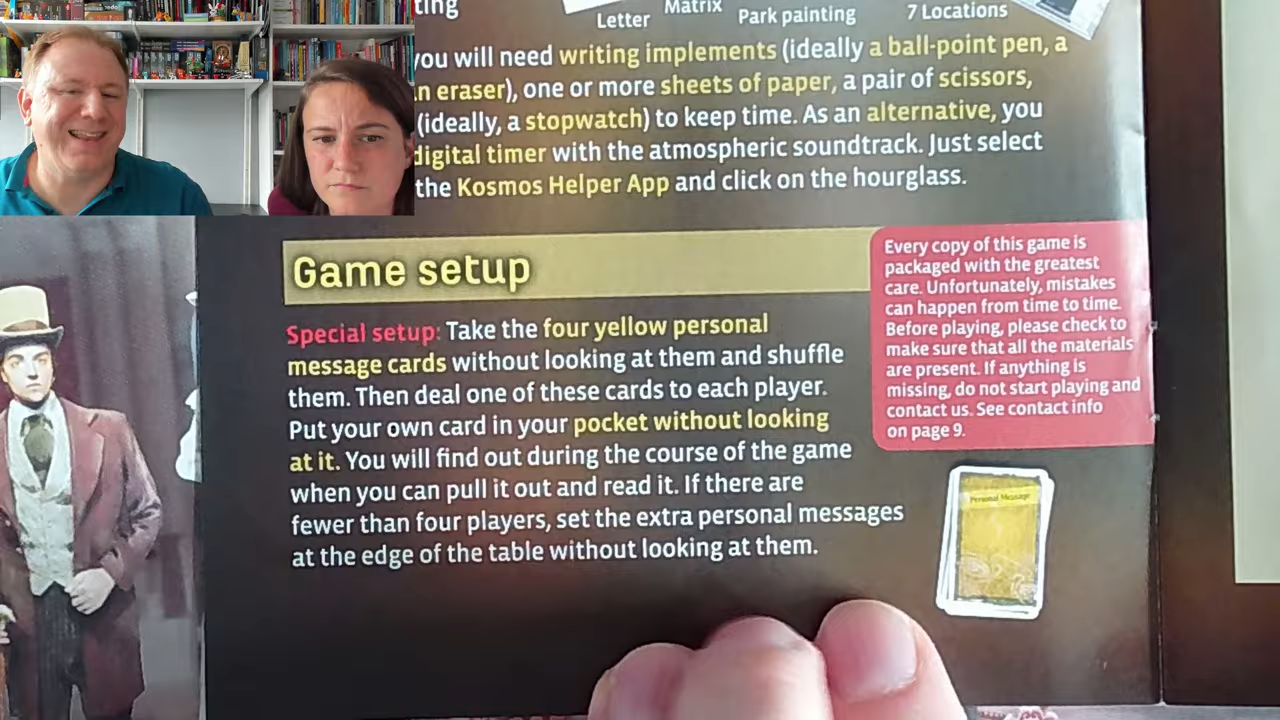 ting
Letter
Matrix
Park painting
7 Locations
you will need writing implements (ideally a ball-point pen, a
n eraser), one or more sheets of paper, a pair of scissors,
(ideally, a stopwatch) to keep time. As an alternative, you
digital timer with the atmospheric soundtrack. Just select
the Kosmos Helper App and click on the hourglass.
Game setup
Special setup: Take the four yellow personal
message cards without looking at them and shuffle
them. Then deal one of these cards to each player.
Put your own card in your pocket without looking
at it. You will find out during the course of the game
when you can pull it out and read it. If there are
fewer than four players, set the extra personal messages
at the edge of the table without looking at them.
Every copy of this game is
packaged with the greatest
care. Unfortunately, mistakes
can happen from time to time.
Before playing, please check to
make sure that all the materials
are present. If anything is
missing, do not start playing and
contact us. See contact info
on page 9.
Personal Message